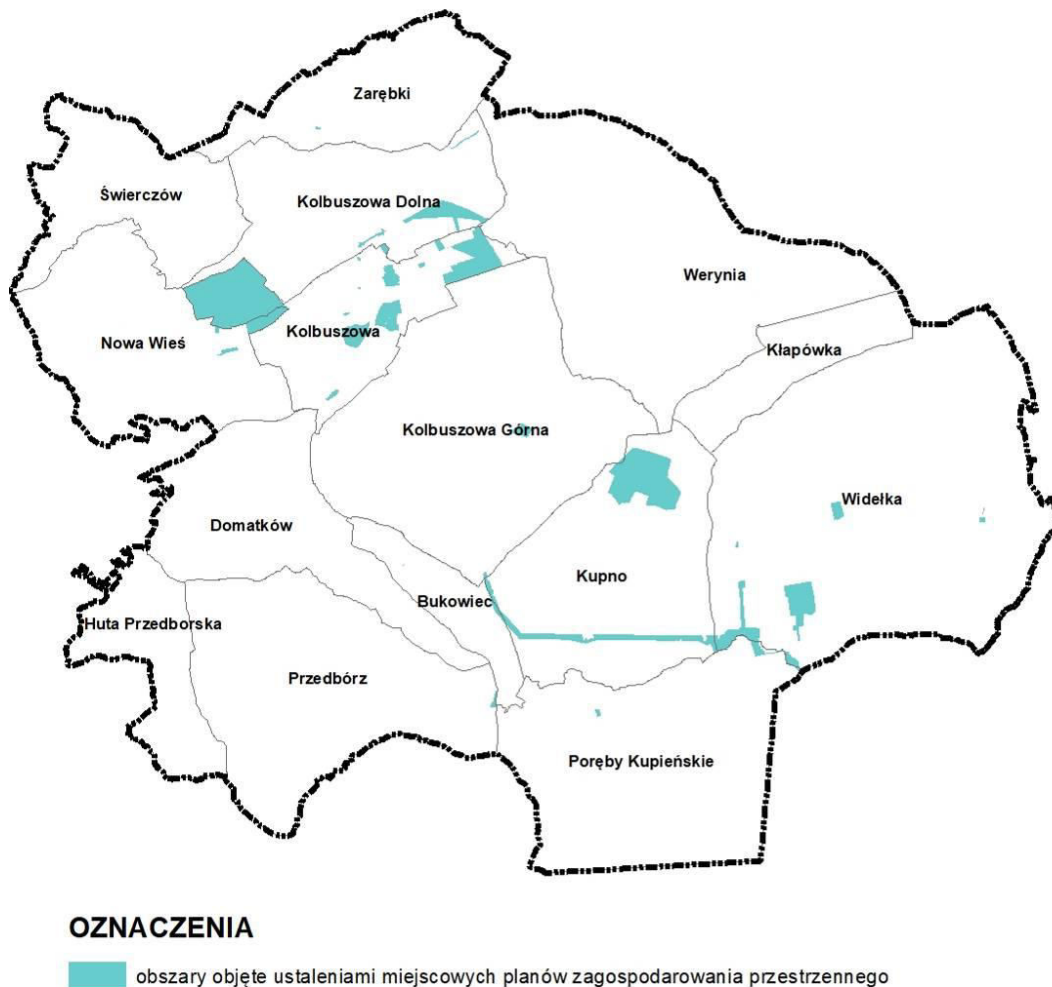 Zarębki
Świerczów
Kolbuszowa Dolna
Werynia
Nowa Wieś
Kolbuszowa
Kłapówka
Kolbuszowa Górna
Widełka
Domatków
Kupno
Bukowiec
Huta Przedborska
Przedbórz
Poręby Kupieńskie
OZNACZENIA
obszary objęte ustaleniami miejscowych planów zagospodarowania przestrzennego